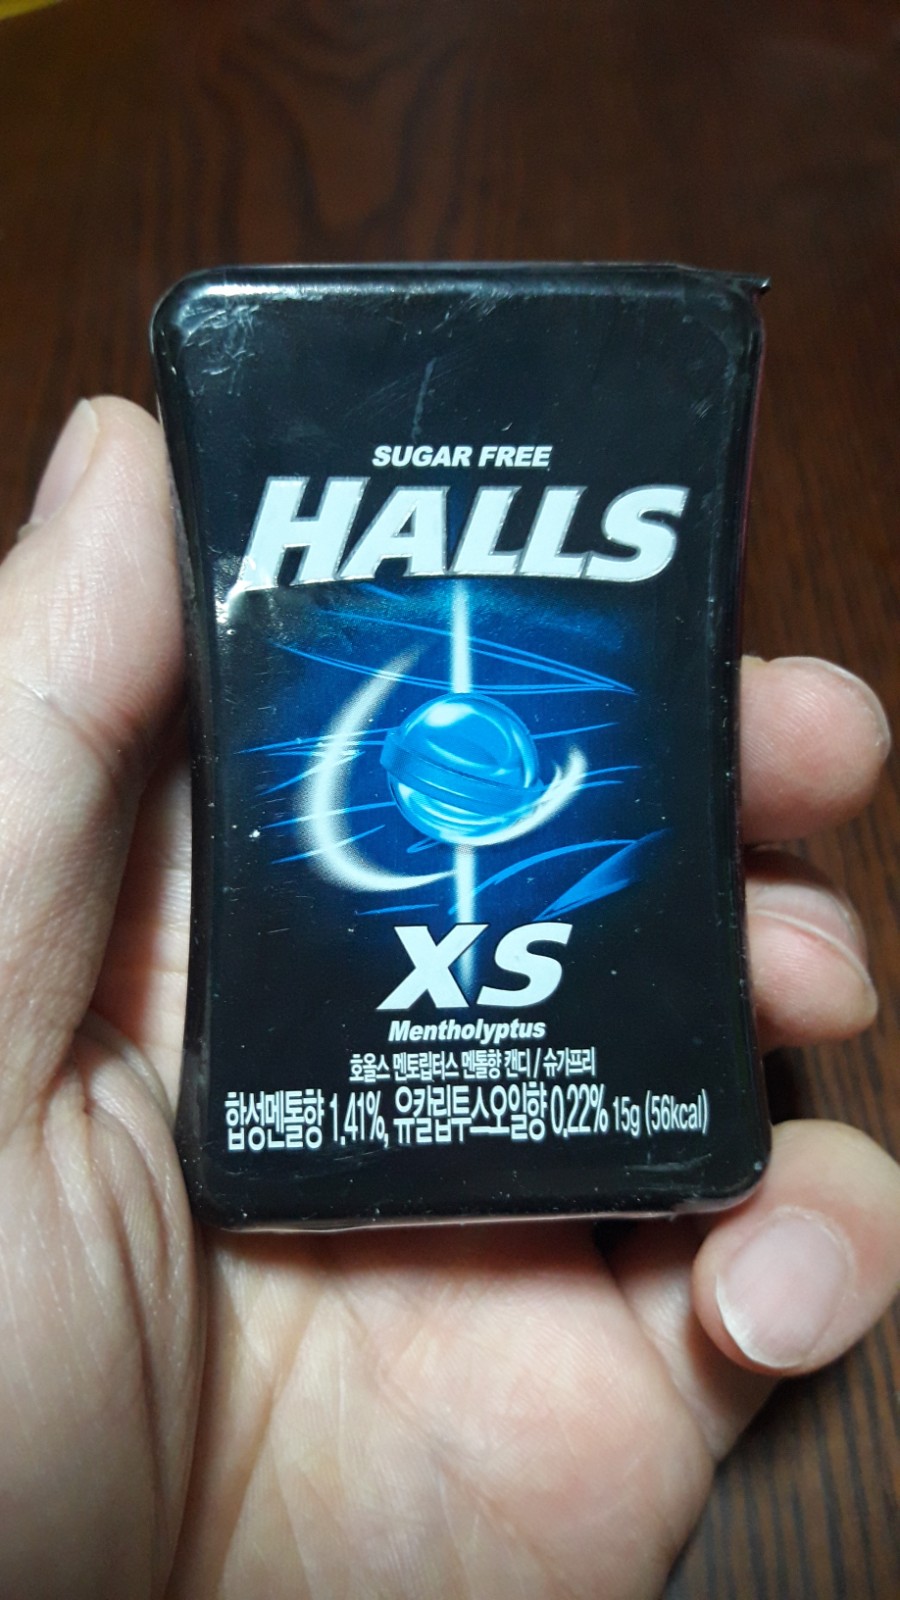 SUGAR FREE
HALLS
XS
Mentholyptus
호올스 멘토립터스 멘톨향 캔디 / 슈가프리
합성멘톨향 1.41%, 유칼립투스오일향 0.22% 15g (56kcal)